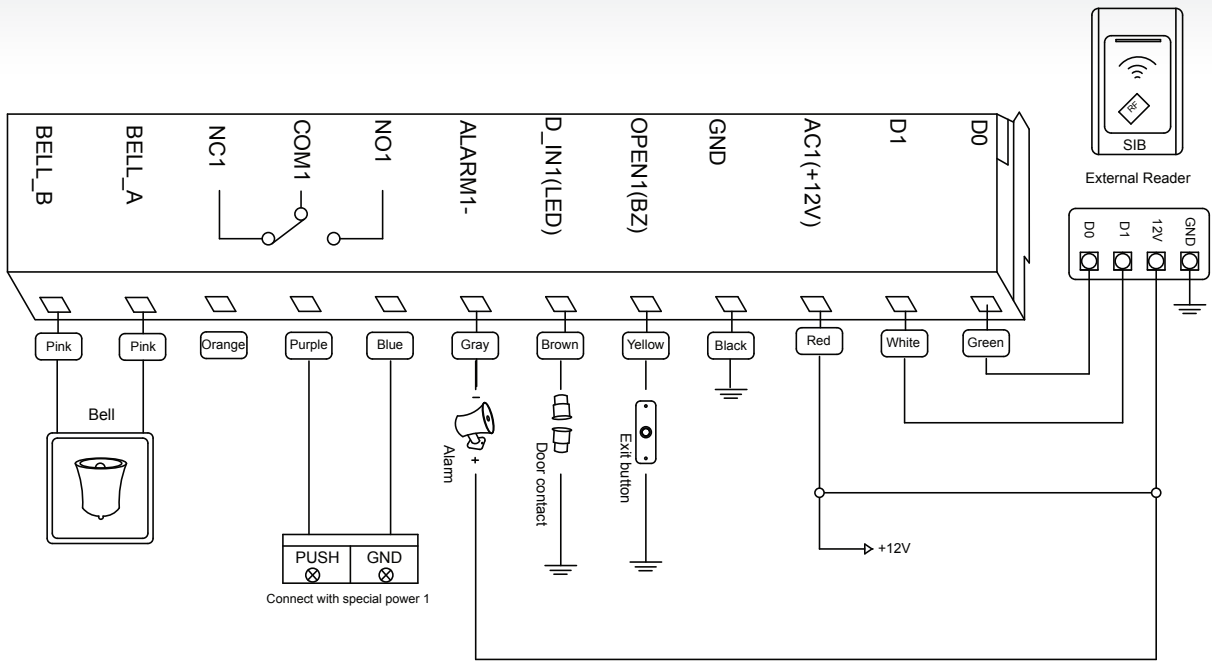 RF
SIB
External Reader
BELL_B
BELL_A
NC1
COM1
NO1
ALARM1-
D_IN1(LED)
OPEN1(BZ)
GND
AC1(+12V)
D1
D0
D0
D1
12V
GND
Pink
Pink
Orange
Purple
Blue
Gray
Brown
Yellow
Black
Red
White
Green
Bell
-
Alarm
+
Door contact
Exit button
PUSH
GND
Connect with special power 1
+12V